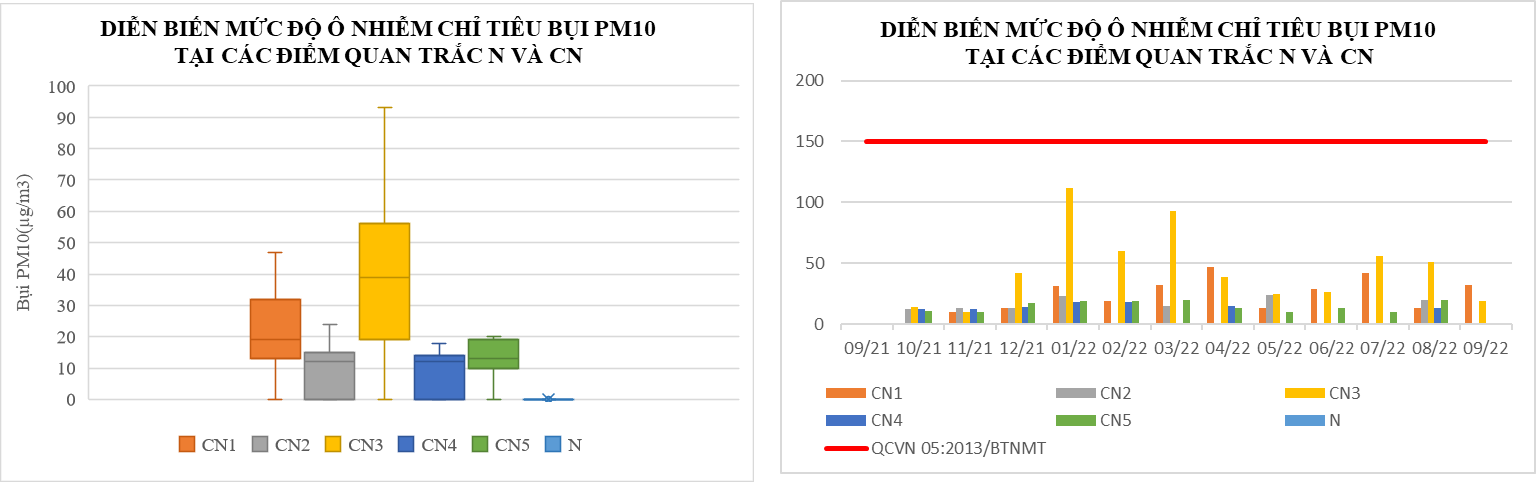 DIỄN BIẾN MỨC ĐỘ Ô NHIỄM CHỈ TIÊU BỤI PM10
TẠI CÁC ĐIỂM QUAN TRẮC N VÀ CN
100
90
80
70
60
50
40
30
20
10
0
Bụi PM10(µg/m3)
CN1 CN2 CN3 CN4 CN5 N
DIỄN BIẾN MỨC ĐỘ Ô NHIỄM CHỈ TIÊU BỤI PM10
TẠI CÁC ĐIỂM QUAN TRẮC N VÀ CN
200
150
100
50
0
09/21 10/21 11/21 12/21 01/22 02/22 03/22 04/22 05/22 06/22 07/22 08/22 09/22
CN1 CN2 CN3
CN4 CN5 N
QCVN 05:2013/BTNMT